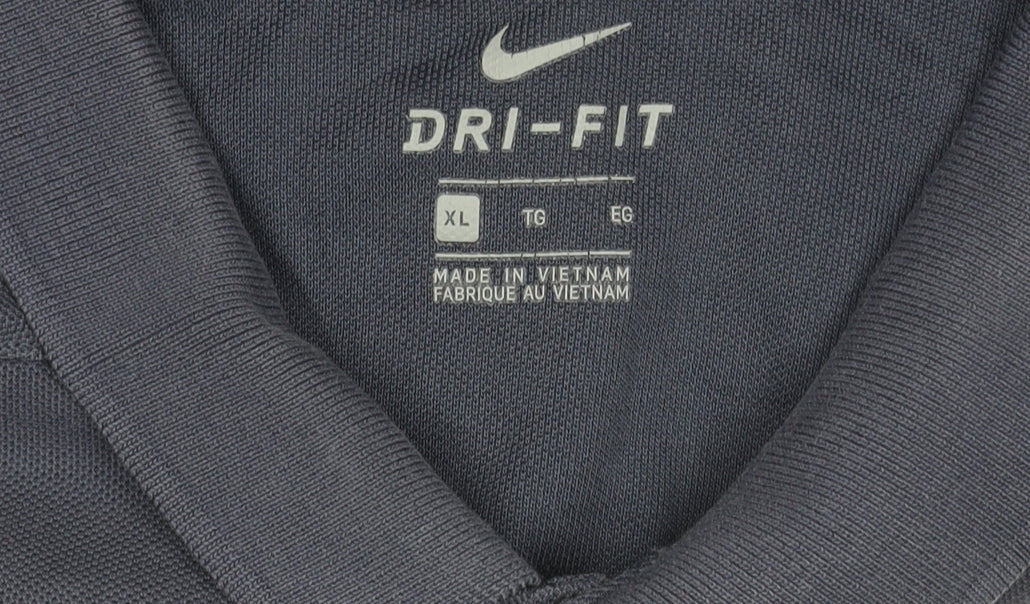 DRI-FIT
XL TG EG
MADE IN VIETNAM
FABRIQUE AU VIETNAM